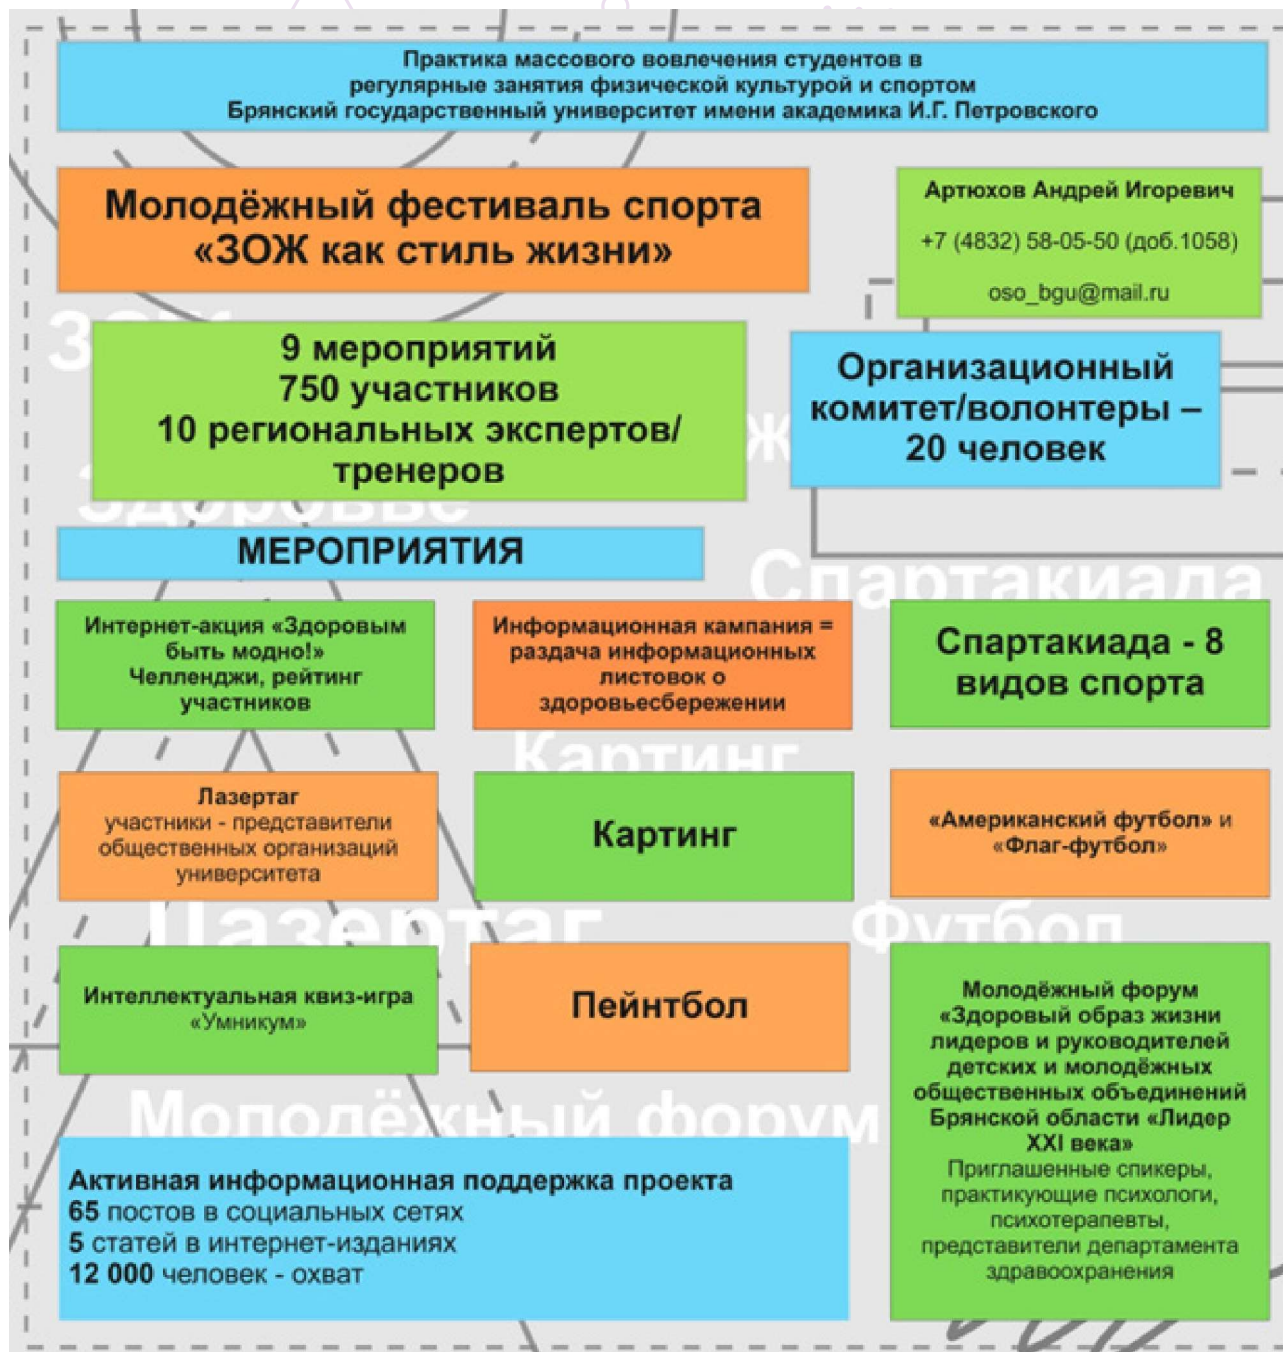 Практика массового вовлечения студентов в
регулярные занятия физической культурой и спортом
Брянский государственный университет имени академика И.Г. Петровского
Молодёжный фестиваль спорта
«ЗОЖ как стиль жизни»
Артюхов Андрей Игоревич
+7 (4832) 58-05-50 (доб.1058)
oso_bgu@mail.ru
ЗОЖ
9 мероприятий
750 участников
10 региональных экспертов/
тренеров
Организационный
комитет/волонтеры –
20 человек
Здоровье
МЕРОПРИЯТИЯ
Спартакиада
Интернет-акция «Здоровым
быть модно!»
Челленджи, рейтинг
участников
Информационная кампания =
раздача информационных
листовок о
здоровьесбережении
Спартакиада - 8
видов спорта
Картинг
Лазертаг
участники - представители
общественных организаций
университета
Картинг
«Американский футбол» и
«Флаг-футбол»
Лазертаг
Футбол
Интеллектуальная квиз-игра
«Умникум»
Пейнтбол
Молодёжный форум
«Здоровый образ жизни
лидеров и руководителей
детских и молодёжных
общественных объединений
Брянской области «Лидер
XXI века»
Приглашенные спикеры,
практикующие психологи,
психотерапевты,
представители департамента
здравоохранения
Молодёжный форум
Активная информационная поддержка проекта
65 постов в социальных сетях
5 статей в интернет-изданиях
12 000 человек - охват